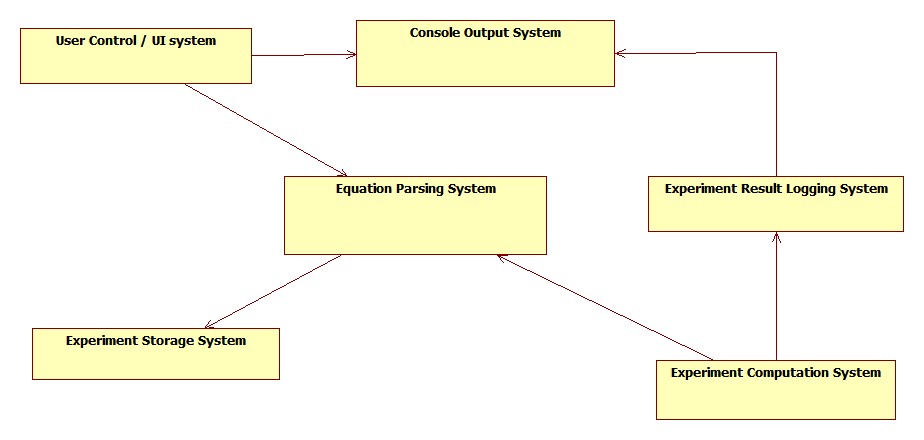 User Control / UI system
Console Output System
Equation Parsing System
Experiment Result Logging System
Experiment Storage System
Experiment Computation System